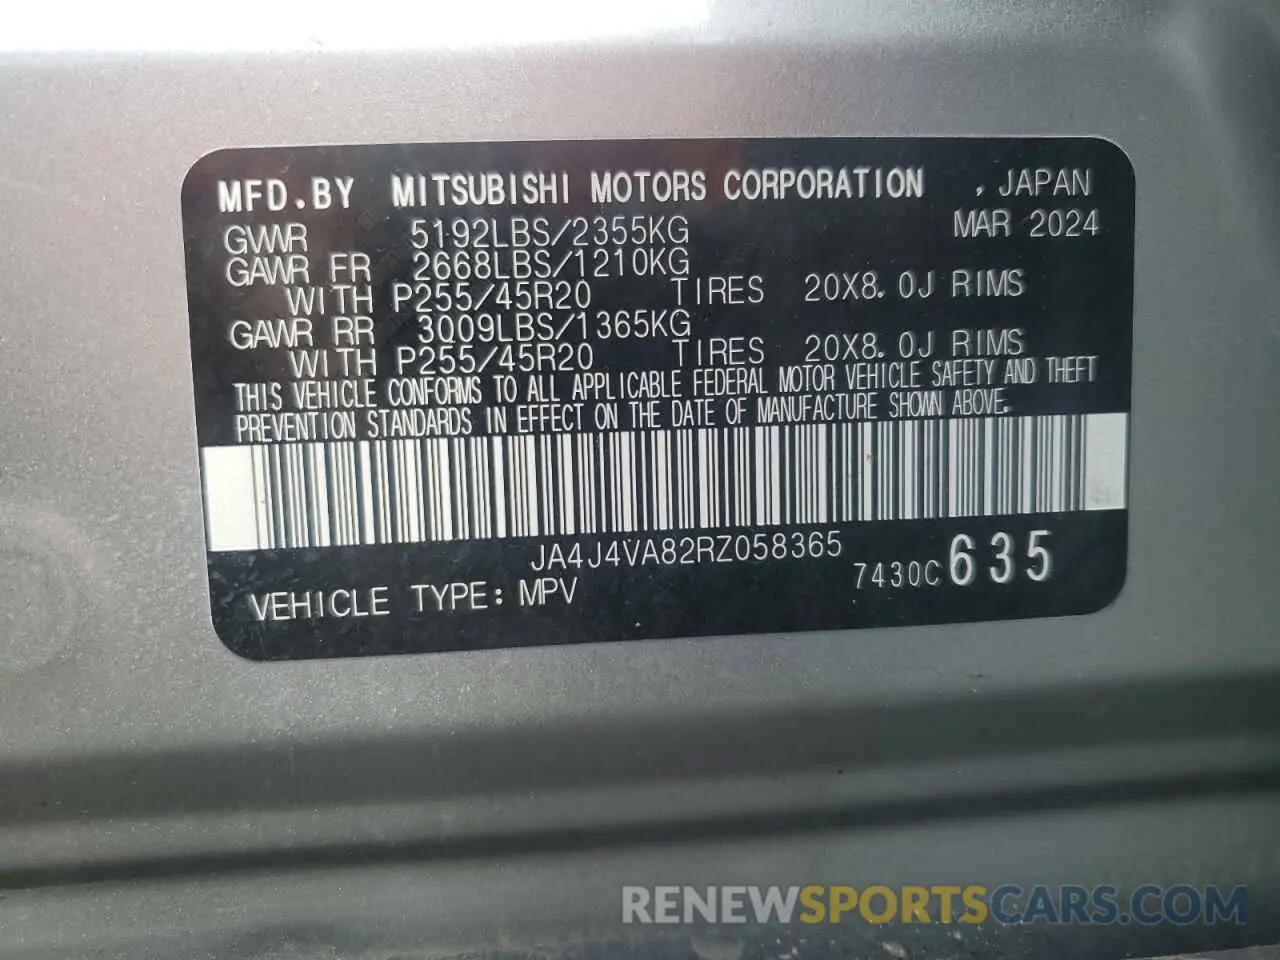 MFD.BY MITSUBISHI MOTORS CORPORATION , JAPAN
GVWR 5192LBS/2355KG MAR 2024
GAWR FR 2668LBS/1210KG
WITH P255/45R20 TIRES 20X8.0J RIMS
GAWR RR 3009LBS/1365KG
WITH P255/45R20 TIRES 20X8.0J RIMS
THIS VEHICLE CONFORMS TO ALL APPLICABLE FEDERAL MOTOR VEHICLE SAFETY AND THEFT
PREVENTION STANDARDS IN EFFECT ON THE DATE OF MANUFACTURE SHOWN ABOVE.
JA4J4VA82RZ058365
7430C 635
VEHICLE TYPE: MPV
RENEWSPORTSCARS.COM